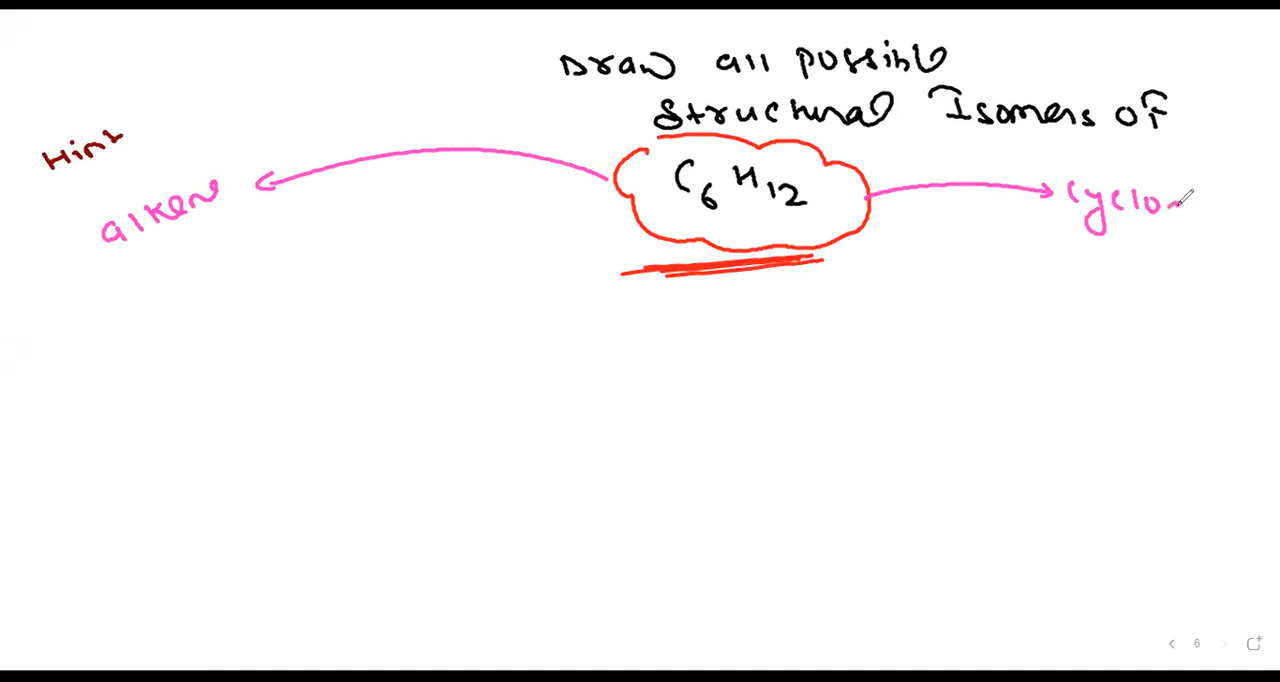 Draw all possible
Structural Isomers of
Hint
C6H12
alkene
cyclo
6